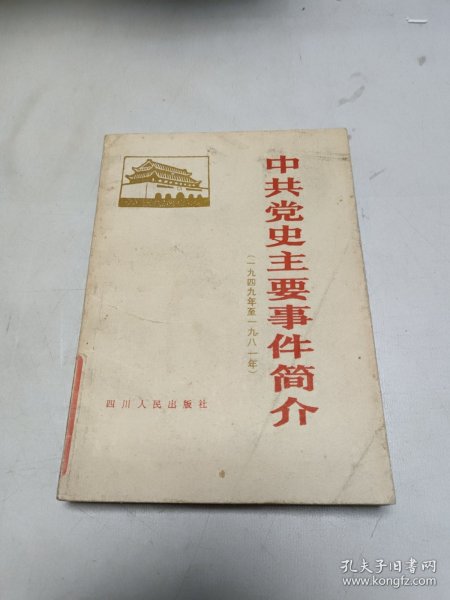 中共党史主要事件简介
(一九四九年至一九八一年)
四川人民出版社
孔夫子旧书网
www.kongfz.com